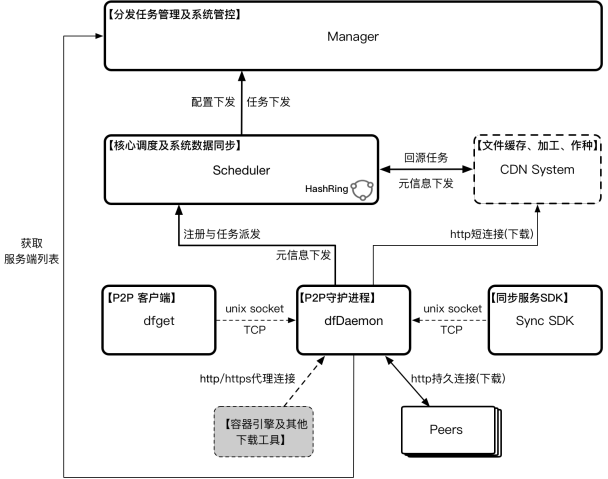 【分发任务管理及系统管控】
Manager
配置下发 任务下发
【核心调度及系统数据同步】
Scheduler
HashRing
回源任务
元信息下发
【文件缓存、加工、作种】
CDN System
获取
服务端列表
注册与任务派发
元信息下发
http短连接(下载)
【P2P 客户端】
dfget
unix socket
TCP
【P2P守护进程】
dfDaemon
unix socket
TCP
【同步服务SDK】
Sync SDK
http/https代理连接
http持久连接(下载)
【容器引擎及其他
下载工具】
Peers